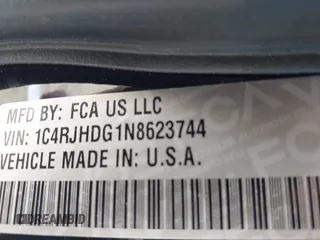 MFD BY: FCA US LLC
VIN: 1C4RJHDG1N8623744
VEHICLE MADE IN: U.S.A.
DREAMBID